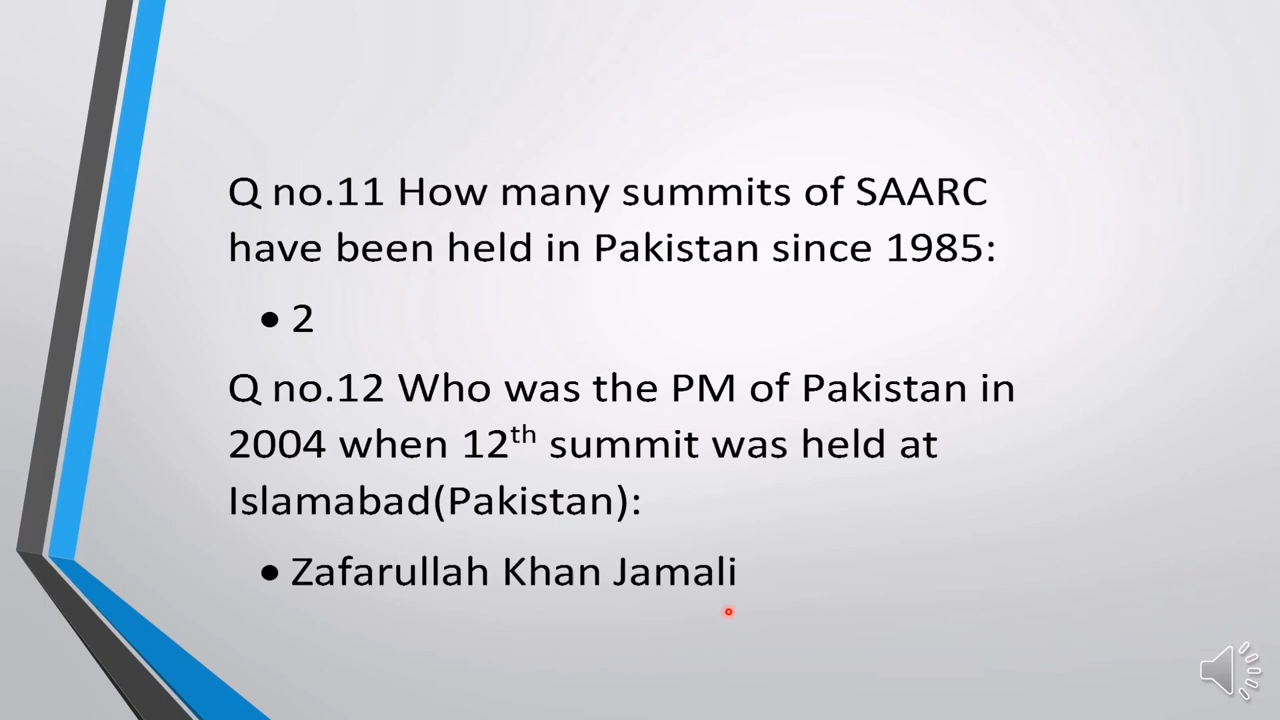 Q no.11 How many summits of SAARC
have been held in Pakistan since 1985:
• 2
Q no.12 Who was the PM of Pakistan in
2004 when 12th summit was held at
Islamabad(Pakistan):
• Zafarullah Khan Jamali